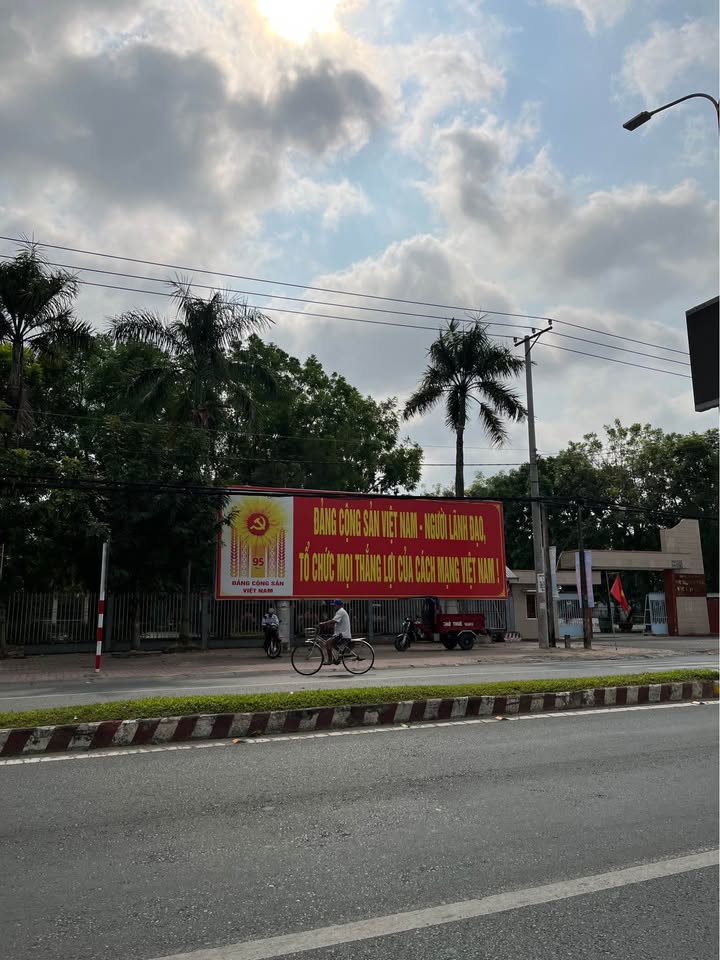 ĐẢNG CỘNG SẢN VIỆT NAM - NGƯỜI LÃNH ĐẠO,
TỔ CHỨC MỌI THẮNG LỢI CỦA CÁCH MẠNG VIỆT NAM !
95
ĐẢNG CỘNG SẢN
VIỆT NAM